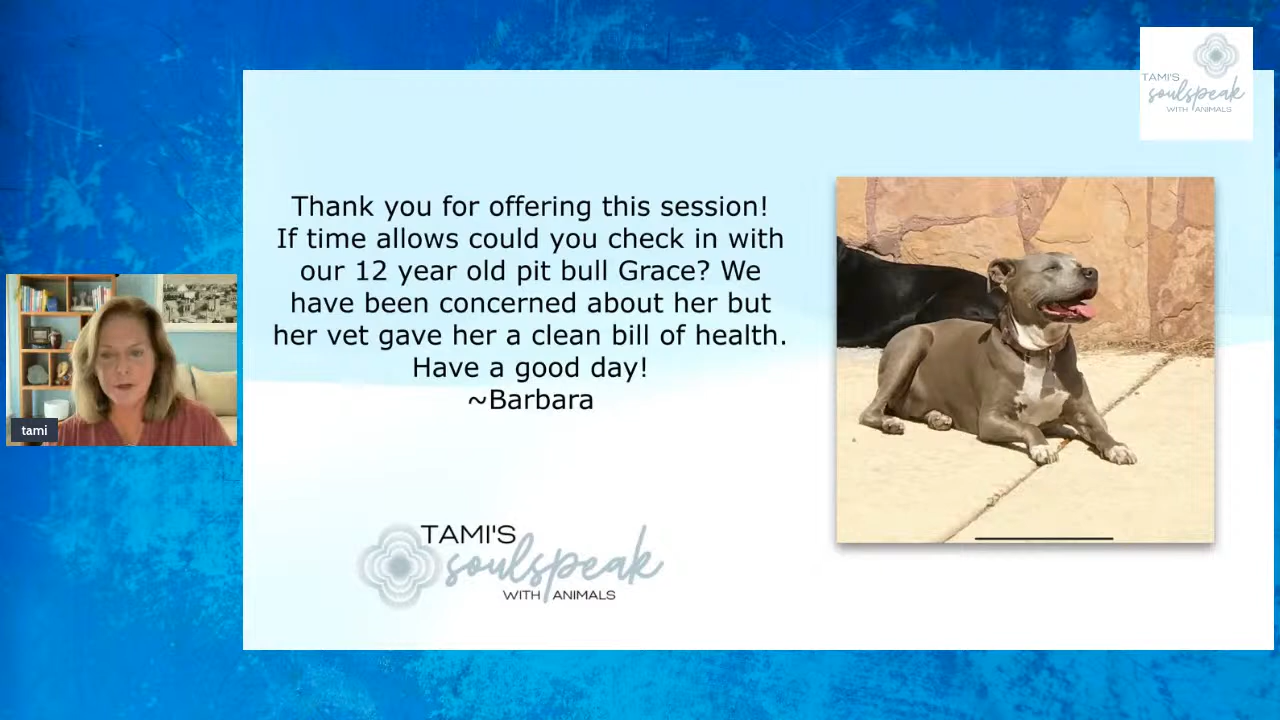 TAMI'S
soulspeak
WITH ANIMALS
Thank you for offering this session!
If time allows could you check in with
our 12 year old pit bull Grace? We
have been concerned about her but
her vet gave her a clean bill of health.
Have a good day!
~Barbara
tami
TAMI'S
soulspeak
WITH ANIMALS